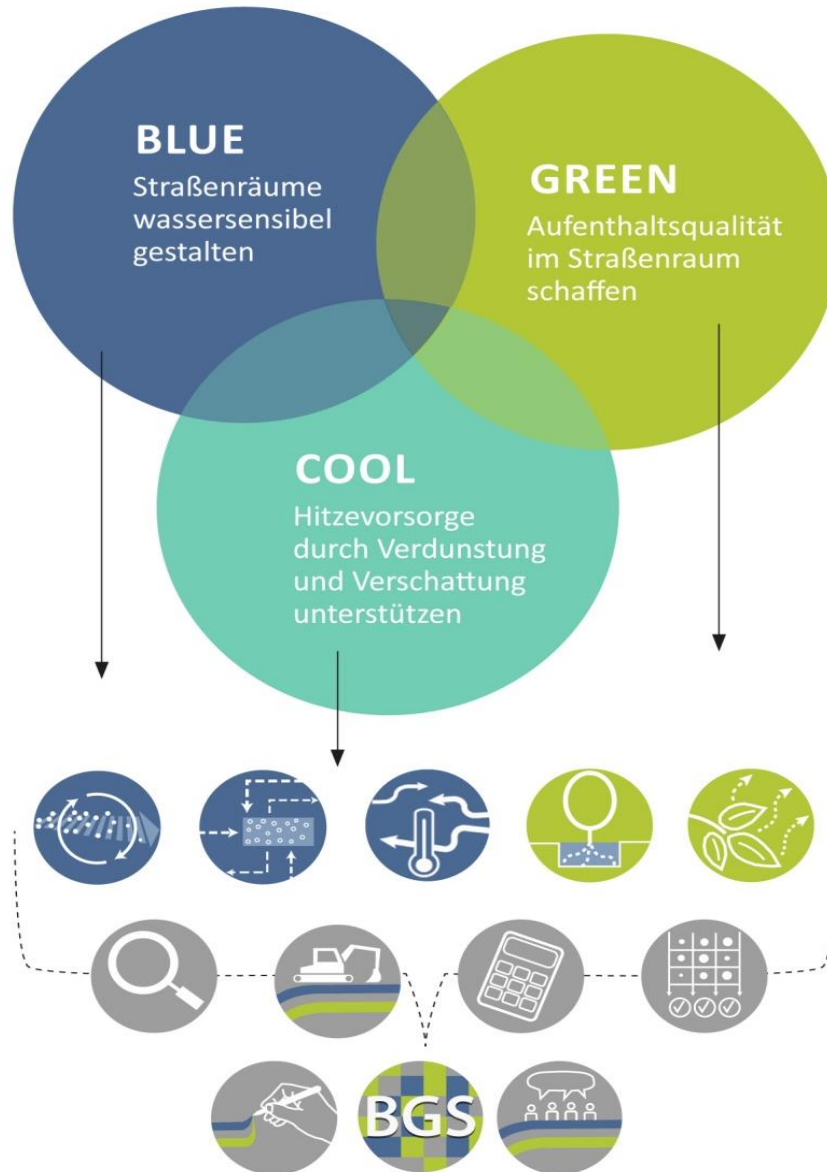 BLUE
Straßenräume
wassersensibel
gestalten
GREEN
Aufenthaltsqualität
im Straßenraum
schaffen
COOL
Hitzevorsorge
durch Verdunstung
und Verschattung
unterstützen
BGS